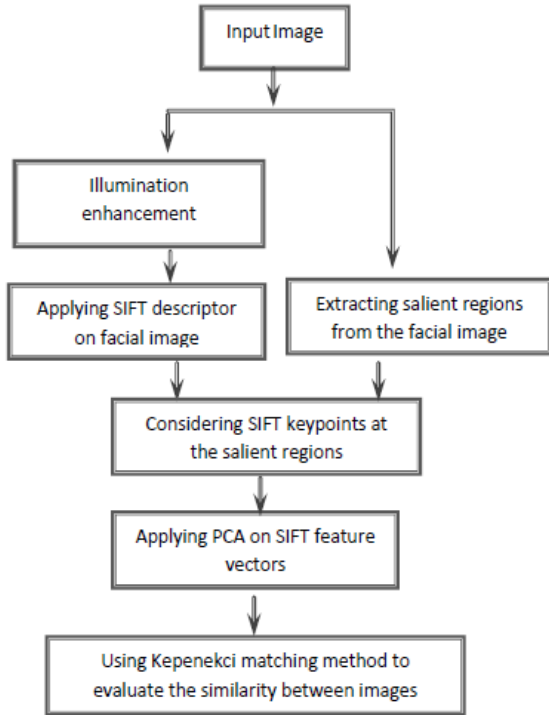 Input Image
Illumination
enhancement
Applying SIFT descriptor
on facial image
Extracting salient regions
from the facial image
Considering SIFT keypoints at
the salient regions
Applying PCA on SIFT feature
vectors
Using Kepenekci matching method to
evaluate the similarity between images